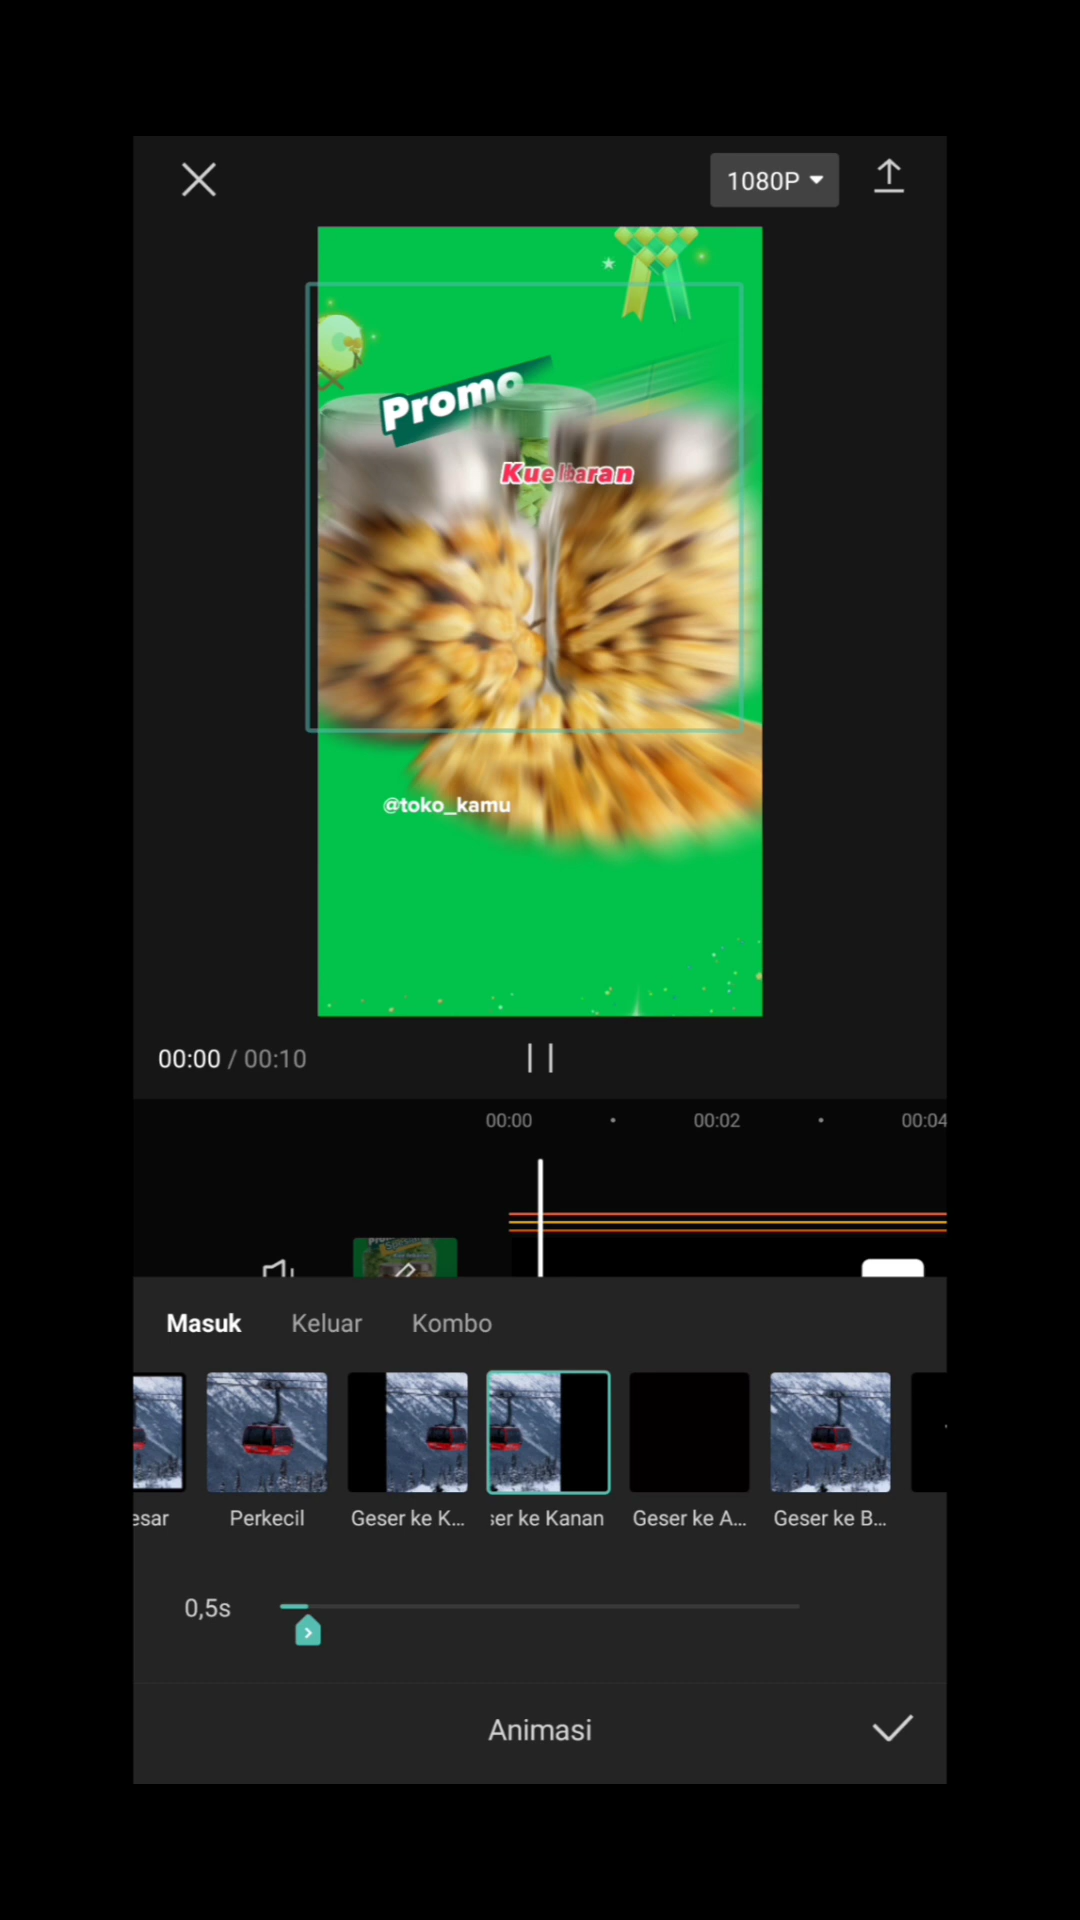 1080P
Promo
Kue lbaran
@toko_kamu
00:00 / 00:10
00:00
00:02
00:04
Masuk
Keluar
Kombo
esar
Perkecil
Geser ke K...
ser ke Kanan
Geser ke A...
Geser ke B...
0,5s
Animasi